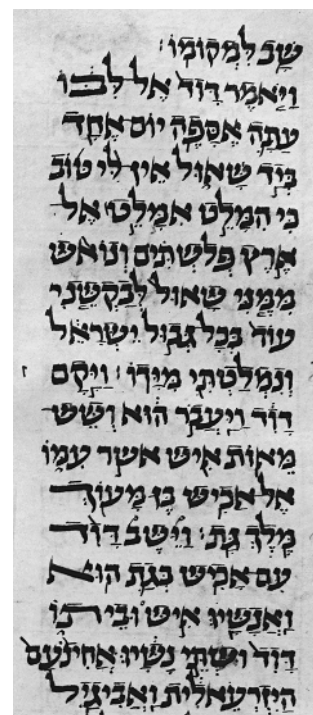 שב למקומו:
ויאמר דוד אל לבו
עתה אספה יום אחד
ביד שאול אין לי טוב
כי המלט אמלט אל
ארץ פלשתים ונואש
ממני שאול לבקשני
עוד בכל גבול ישראל
ונמלטתי מידו: ויקם
דוד ויעבר הוא ושש
מאות איש אשר עמו
אל אכיש בן מעוך
מלך גת: וישב דוד
עם אכיש בגת הוא
ואנשיו איש וביתו
דוד ושתי נשיו אחינעם
היזרעאלית ואביגיל